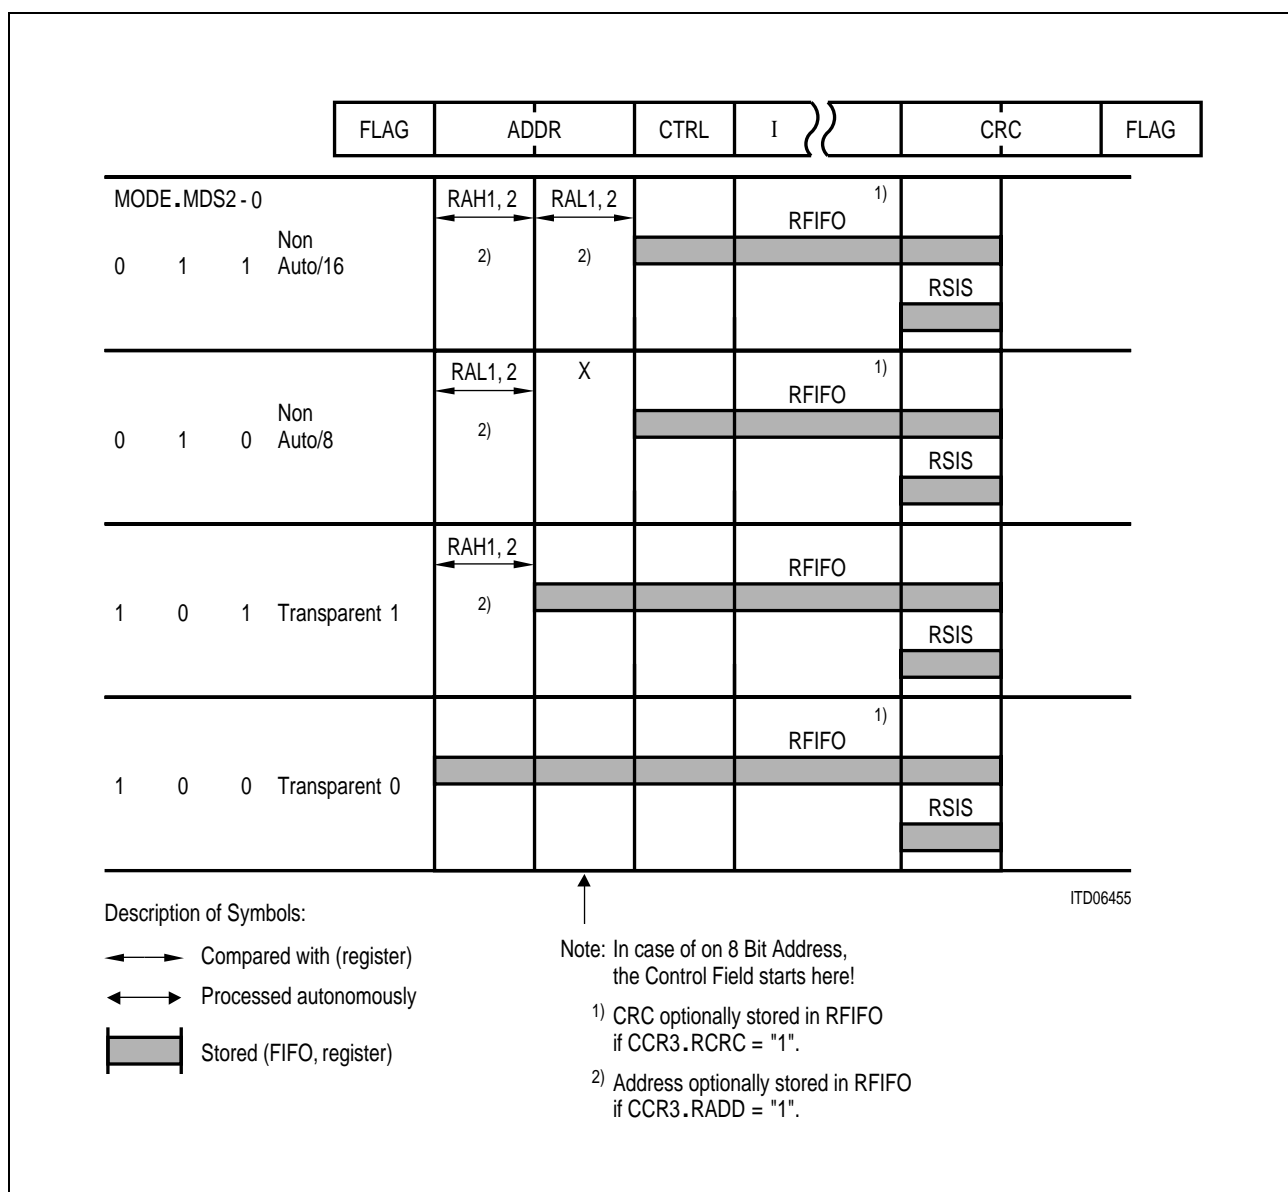 FLAG ADDR CTRL I CRC FLAG
MODE.MDS2-0 RAH1, 2 RAL1, 2 1)
RFIFO
0 1 1 Non
Auto/16 2) 2)
RSIS
RAL1, 2 X 1)
RFIFO
0 1 0 Non
Auto/8 2)
RSIS
RAH1, 2
RFIFO
1 0 1 Transparent 1 2)
RSIS
1)
RFIFO
1 0 0 Transparent 0
RSIS
ITD06455
Description of Symbols:
Compared with (register)
Processed autonomously
Stored (FIFO, register)
Note: In case of on 8 Bit Address,
the Control Field starts here!
1) CRC optionally stored in RFIFO
if CCR3.RCRC = "1".
2) Address optionally stored in RFIFO
if CCR3.RADD = "1".